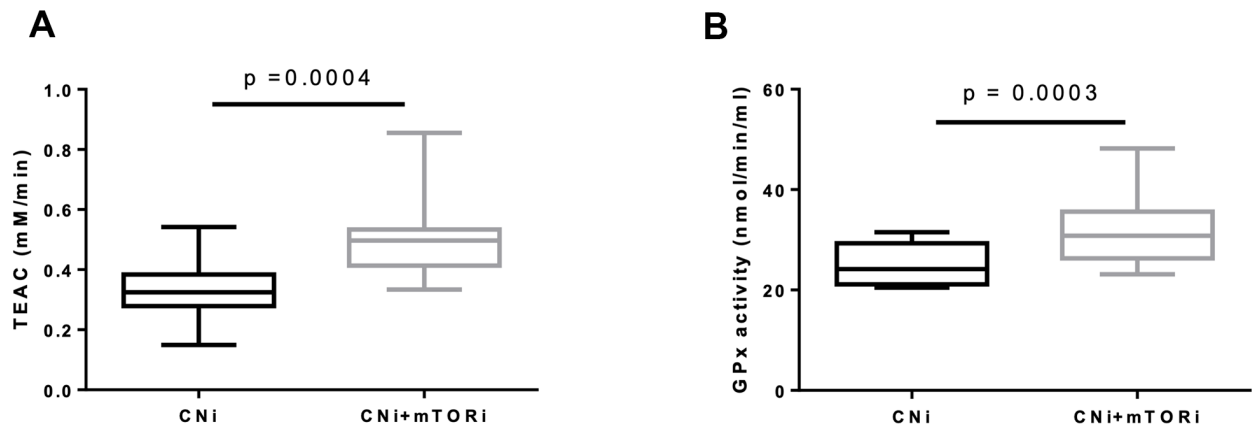 A
p =0.0004
TEAC (mM/min)
1.0
0.8
0.6
0.4
0.2
0.0
CNi
CNi+mTORi
B
p = 0.0003
GPx activity (nmol/min/ml)
60
40
20
0
CNi
CNi+mTORi